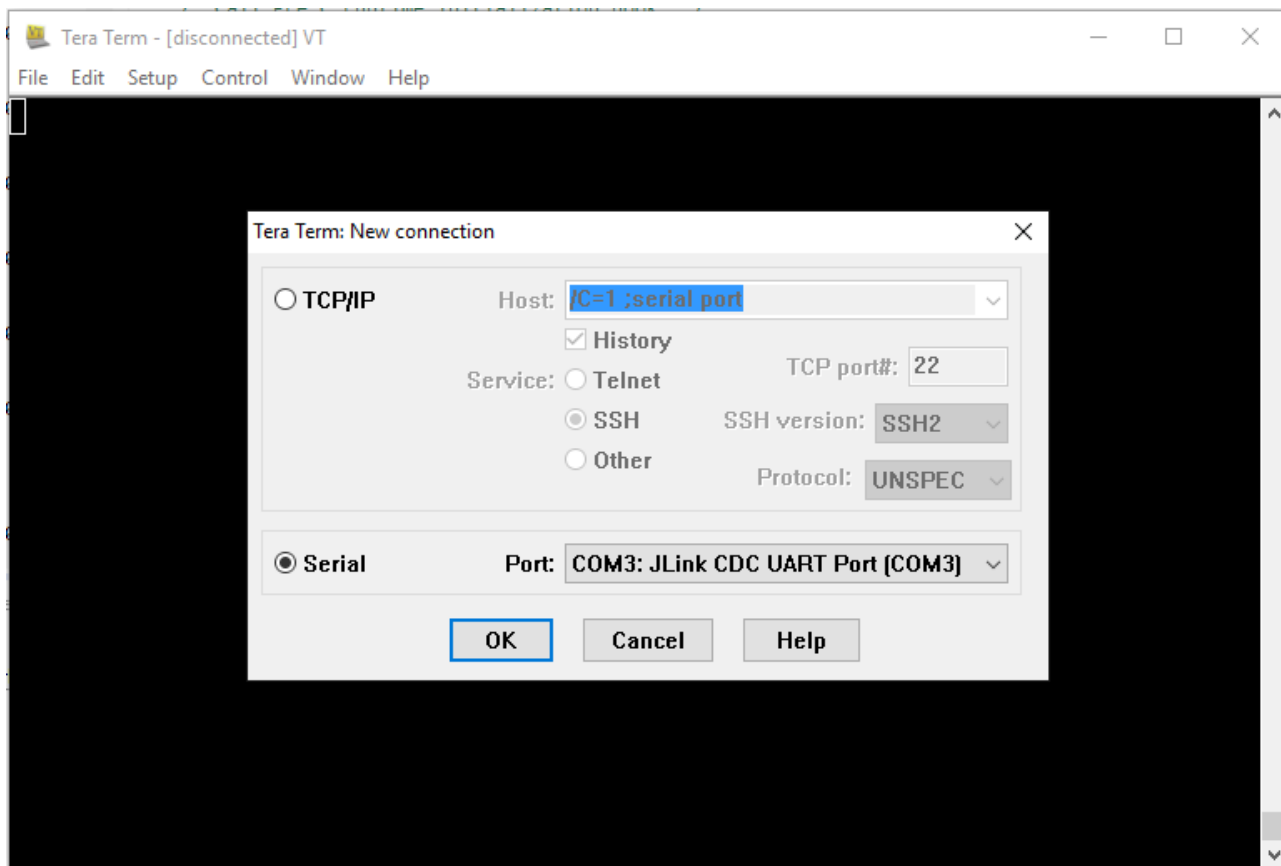 Tera Term - [disconnected] VT
File Edit Setup Control Window Help
Tera Term: New connection
TCP/IP Host: /C=1 ;serial port
History
Service: Telnet TCP port#: 22
SSH SSH version: SSH2
Other Protocol: UNSPEC
Serial Port: COM3: JLink CDC UART Port (COM3)
OK Cancel Help